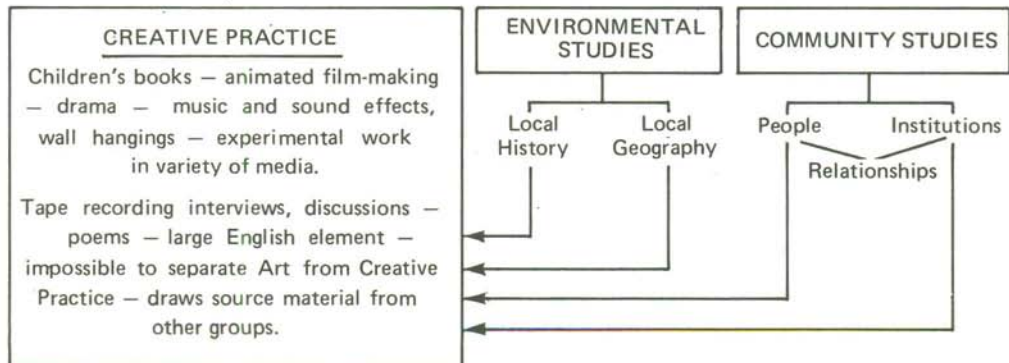 CREATIVE PRACTICE
Children's books — animated film-making
— drama — music and sound effects,
wall hangings — experimental work
in variety of media.
Tape recording interviews, discussions —
poems — large English element —
impossible to separate Art from Creative
Practice — draws source material from
other groups.
ENVIRONMENTAL
STUDIES
Local
History
Local
Geography
COMMUNITY STUDIES
People
Institutions
Relationships